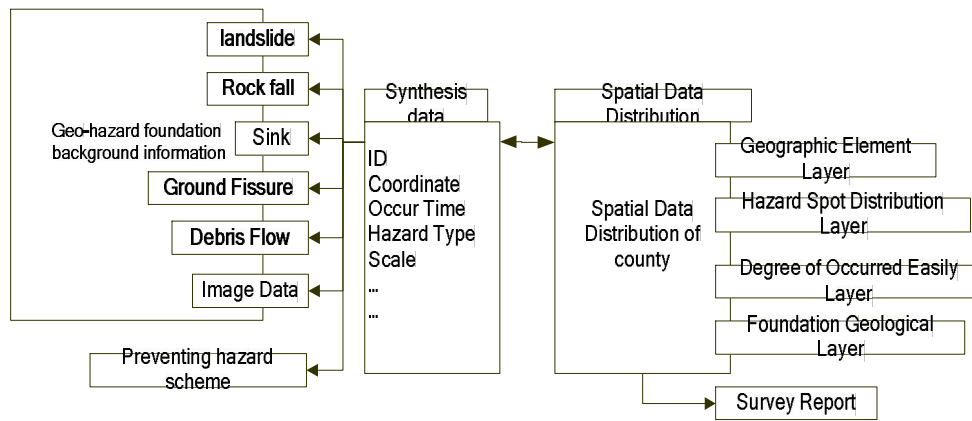 landslide
Rock fall
Geo-hazard foundation
background information
Sink
Ground Fissure
Debris Flow
Image Data
Preventing hazard
scheme
Synthesis
data
ID
Coordinate
Occur Time
Hazard Type
Scale
...
...
Spatial Data
Distribution
Spatial Data
Distribution of
county
Geographic Element
Layer
Hazard Spot Distribution
Layer
Degree of Occurred Easily
Layer
Foundation Geological
Layer
Survey Report